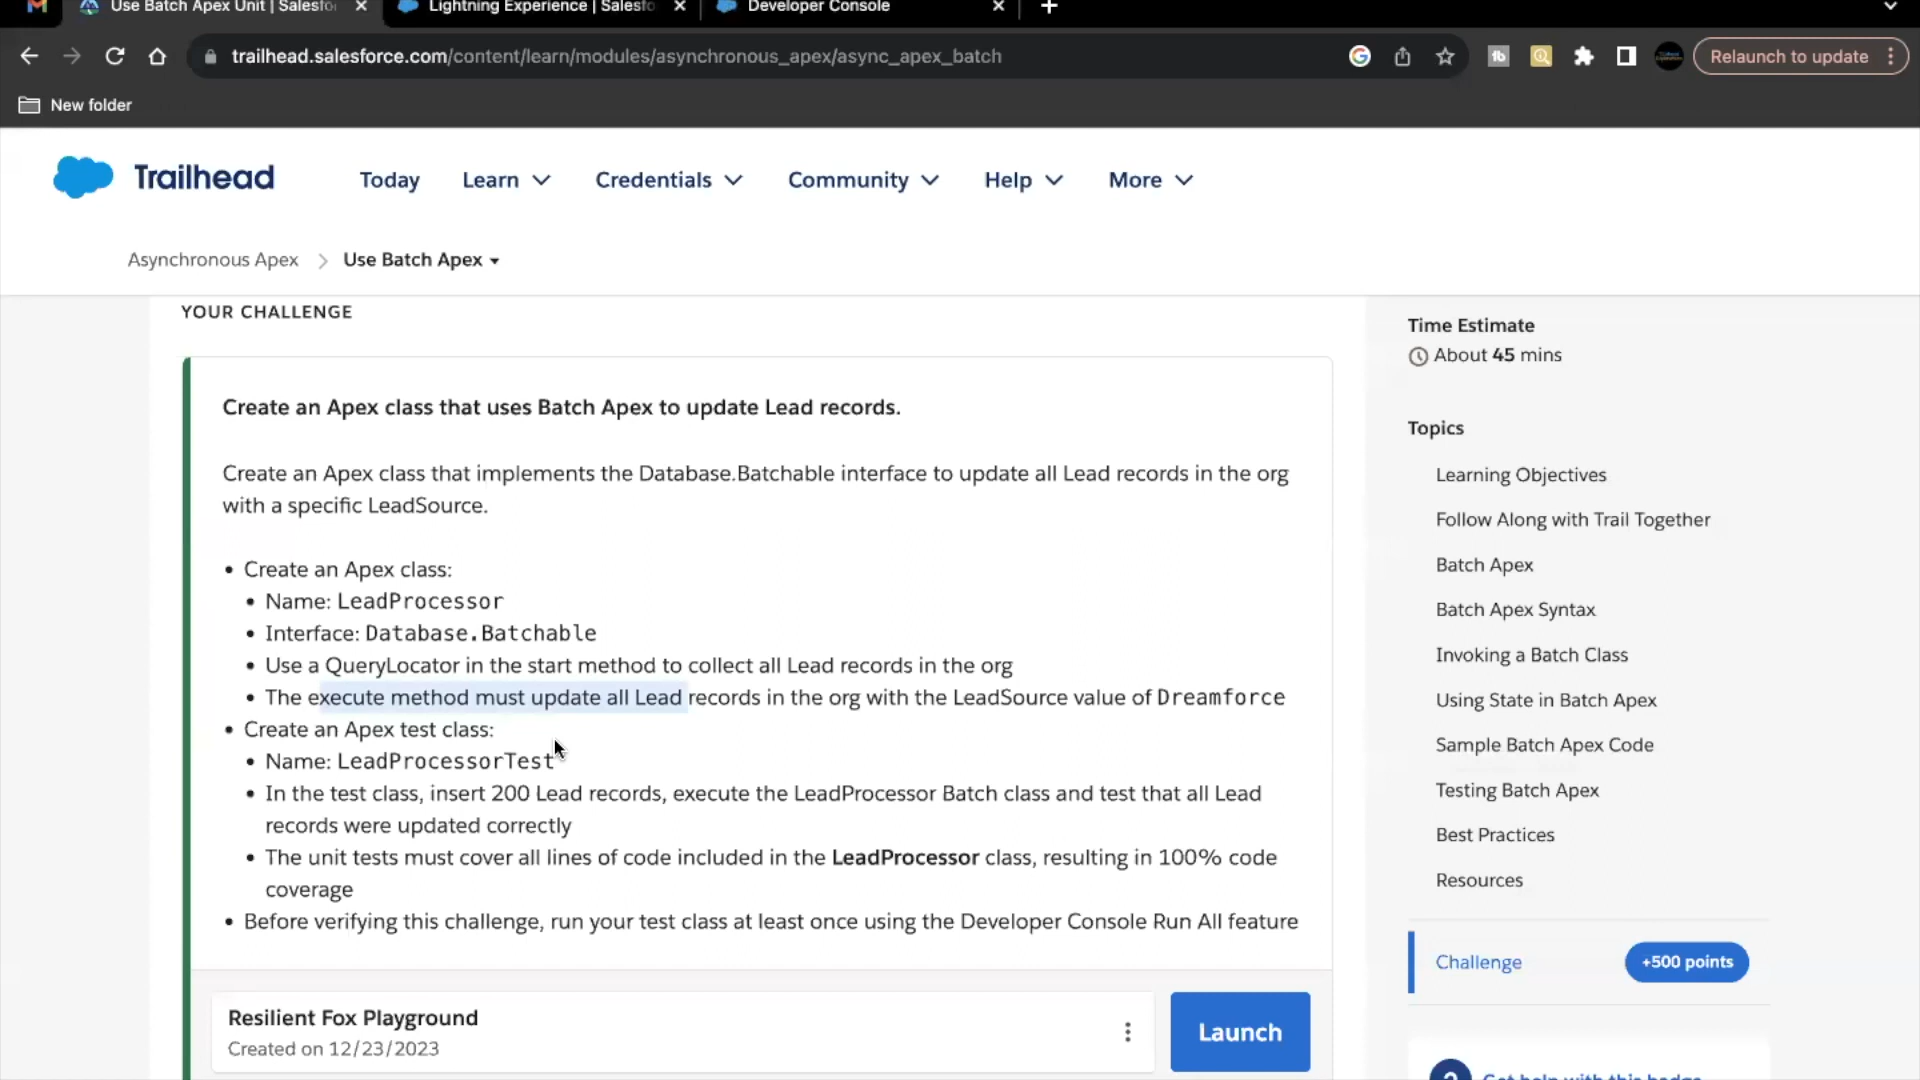 Use Batch Apex Unit | Salesfo
Lightning Experience | Salesfo
Developer Console
trailhead.salesforce.com/content/learn/modules/asynchronous_apex/async_apex_batch
Relaunch to update
New folder
Trailhead
Today
Learn
Credentials
Community
Help
More
Asynchronous Apex
Use Batch Apex
YOUR CHALLENGE
Create an Apex class that uses Batch Apex to update Lead records.
Create an Apex class that implements the Database.Batchable interface to update all Lead records in the org
with a specific LeadSource.
• Create an Apex class:
• Name: LeadProcessor
• Interface: Database.Batchable
• Use a QueryLocator in the start method to collect all Lead records in the org
• The execute method must update all Lead records in the org with the LeadSource value of Dreamforce
• Create an Apex test class:
• Name: LeadProcessorTest
• In the test class, insert 200 Lead records, execute the LeadProcessor Batch class and test that all Lead
records were updated correctly
• The unit tests must cover all lines of code included in the LeadProcessor class, resulting in 100% code
coverage
• Before verifying this challenge, run your test class at least once using the Developer Console Run All feature
Resilient Fox Playground
Created on 12/23/2023
Launch
Time Estimate
About 45 mins
Topics
Learning Objectives
Follow Along with Trail Together
Batch Apex
Batch Apex Syntax
Invoking a Batch Class
Using State in Batch Apex
Sample Batch Apex Code
Testing Batch Apex
Best Practices
Resources
Challenge
+500 points
Get help with this badge